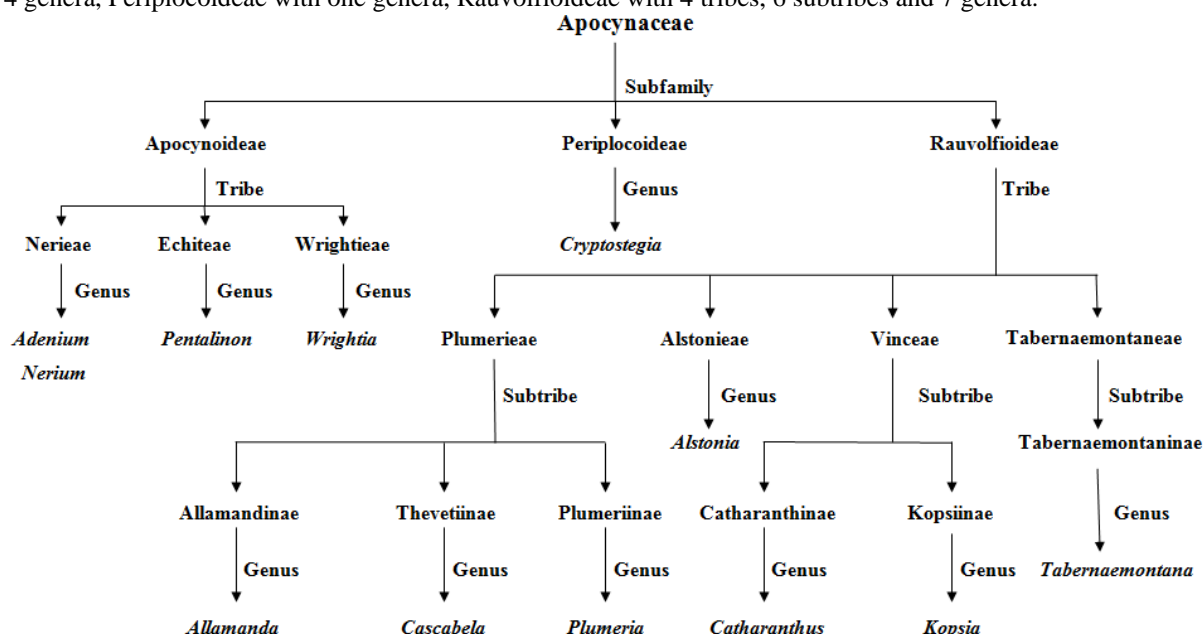 4 genera, Periplocoideae with one genera, Rauvolfioideae with 4 tribes, 6 subtribes and 7 genera.
Apocynaceae
Subfamily
Apocynoideae Periplocoideae Rauvolfioideae
Tribe Genus Tribe
Nerieae Echiteae Wrightieae Cryptostegia
Genus Genus Genus
Adenium Pentalinon Wrightia Plumerieae Alstonieae Vinceae Tabernaemontaneae
Nerium
Subtribe Genus Subtribe Subtribe
Alstonia Tabernaemontaninae
Allamandinae Thevetiinae Plumeriinae Catharanthinae Kopsiinae Genus
Genus Genus Genus Genus Genus Tabernaemontana
Allamanda Cascabela Plumeria Catharanthus Kopsia